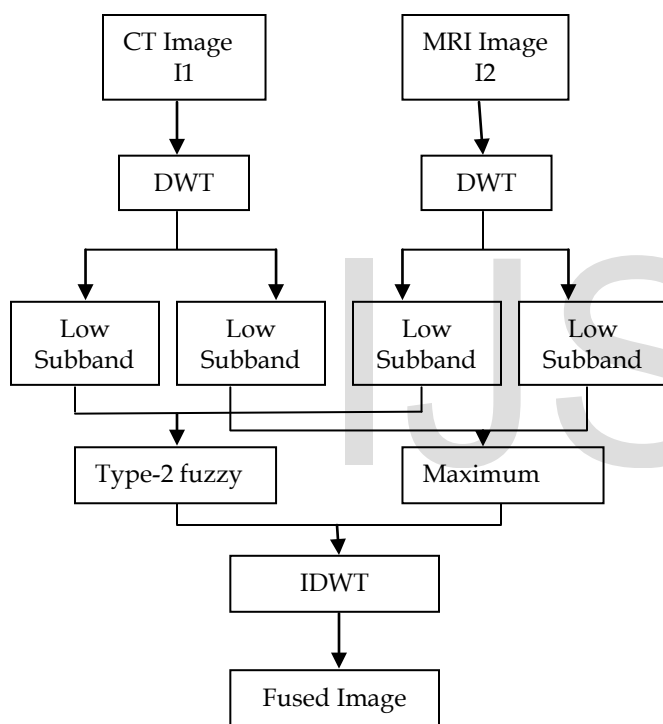 CT Image
I1
MRI Image
I2
DWT
DWT
Low
Subband
Low
Subband
Low
Subband
Low
Subband
Type-2 fuzzy
Maximum
IDWT
Fused Image
IJS